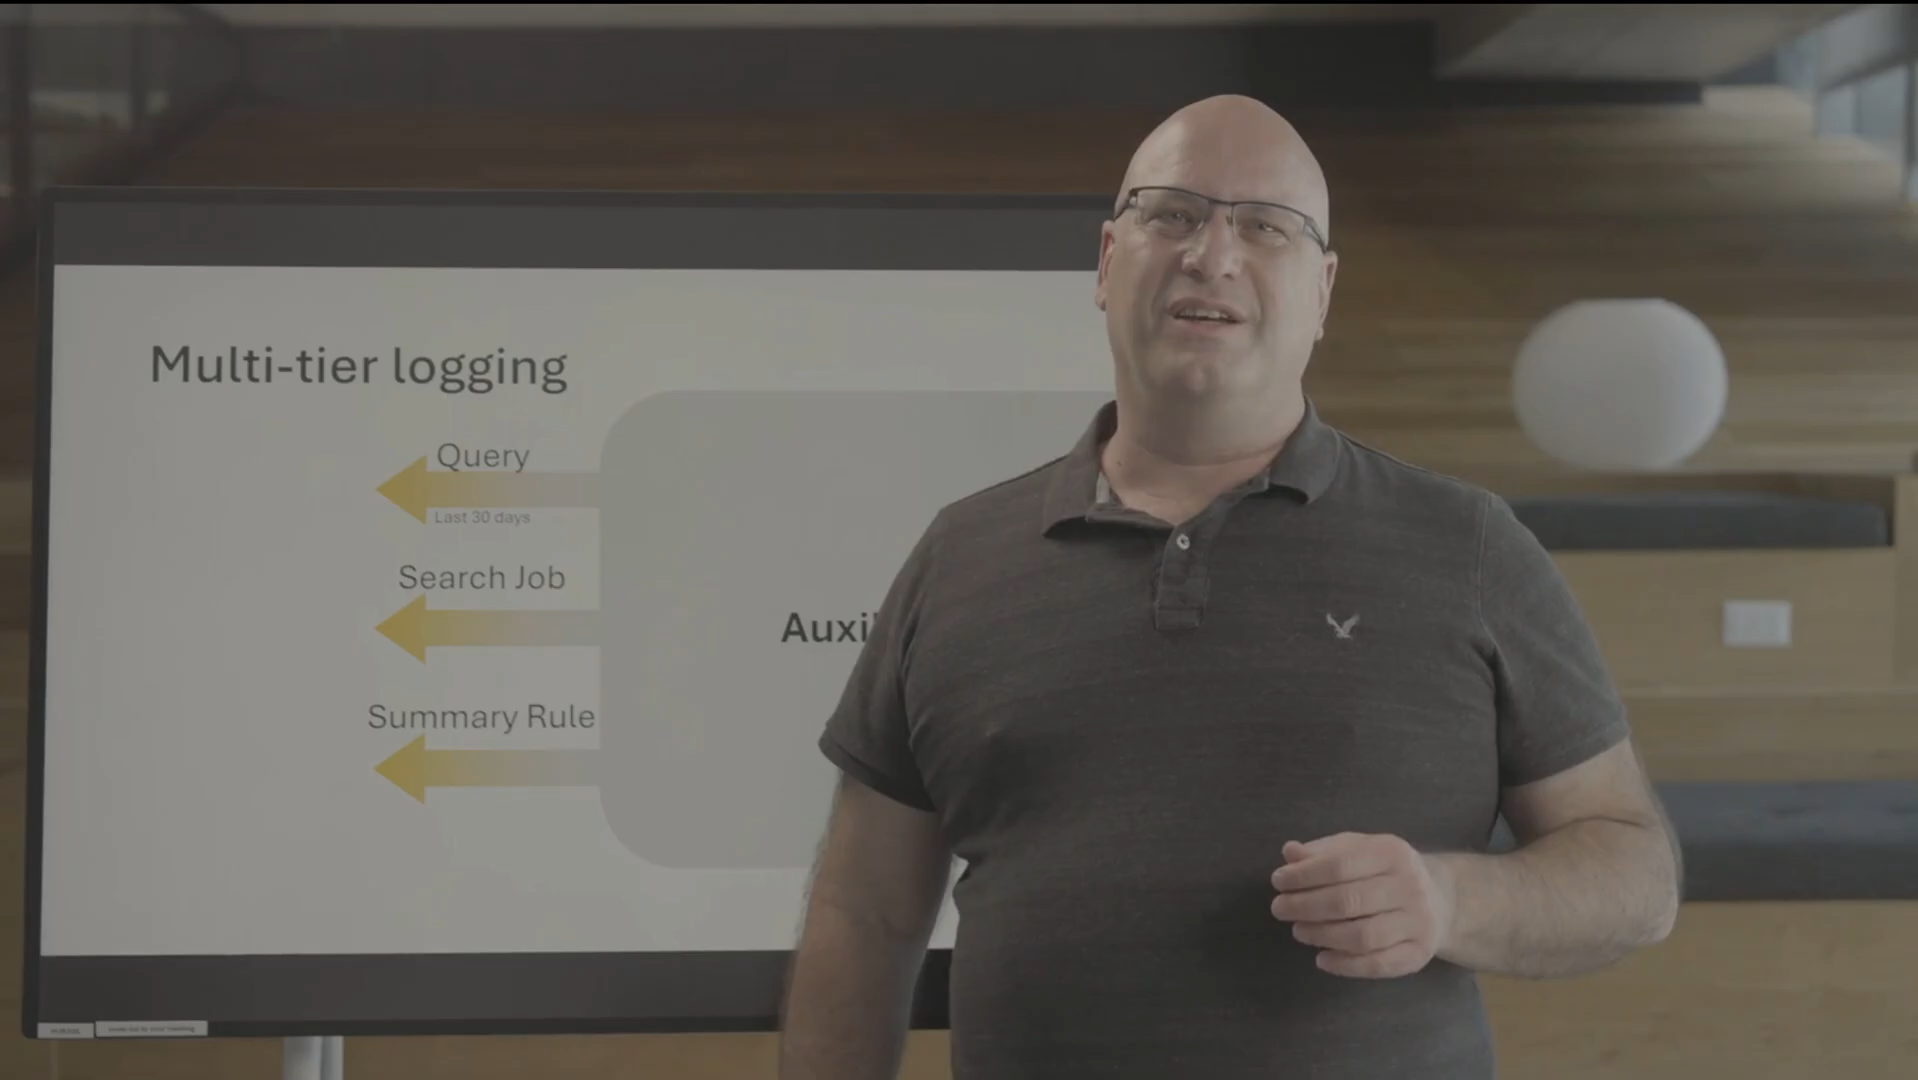 Multi-tier logging
Query
Last 30 days
Search Job
Auxi
Summary Rule